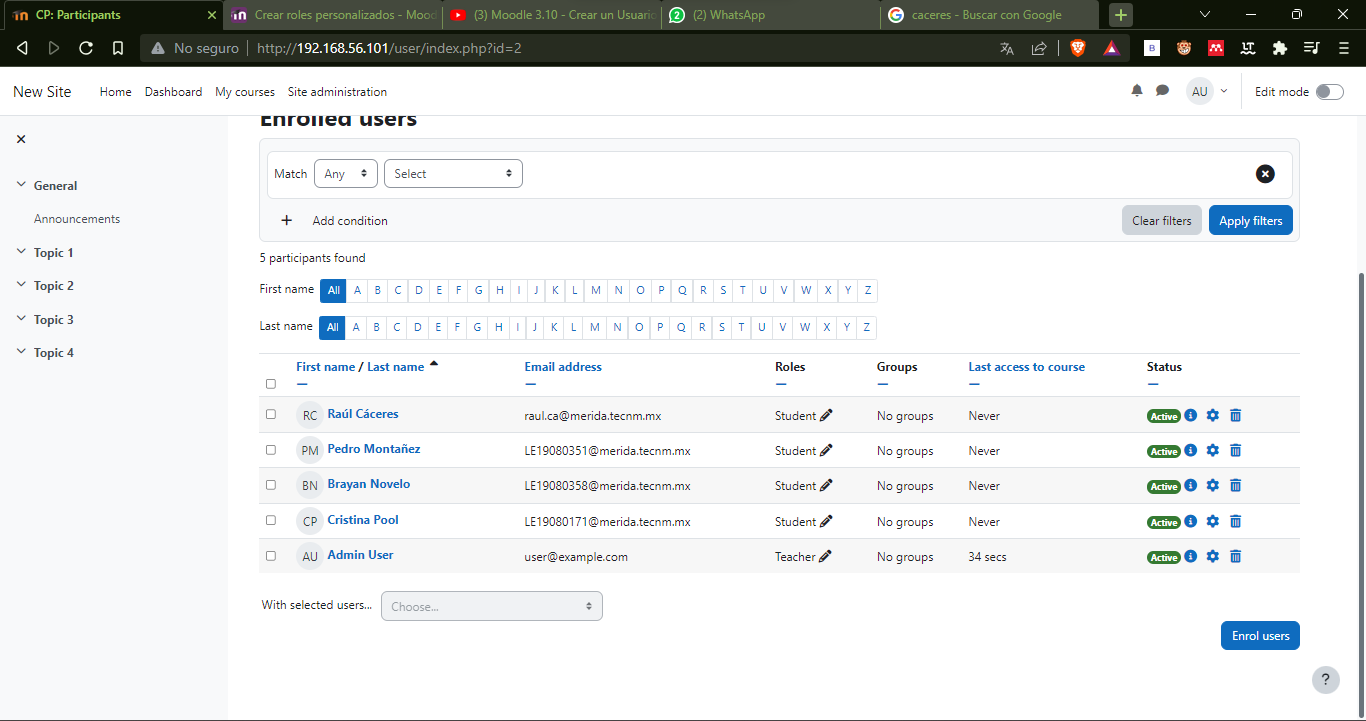 CP: Participants
Crear roles personalizados - Mood
(3) Moodle 3.10 - Crear un Usuario
(2) WhatsApp
caceres - Buscar con Google
No seguro http://192.168.56.101/user/index.php?id=2
New Site Home Dashboard My courses Site administration AU Edit mode
General
Announcements
Topic 1
Topic 2
Topic 3
Topic 4
Enrolled users
Match Any Select
Add condition Clear filters Apply filters
5 participants found
First name All A B C D E F G H I J K L M N O P Q R S T U V W X Y Z
Last name All A B C D E F G H I J K L M N O P Q R S T U V W X Y Z
First name / Last name Email address Roles Groups Last access to course Status
RC Raúl Cáceres raul.ca@merida.tecnm.mx Student No groups Never Active
PM Pedro Montañez LE19080351@merida.tecnm.mx Student No groups Never Active
BN Brayan Novelo LE19080358@merida.tecnm.mx Student No groups Never Active
CP Cristina Pool LE19080171@merida.tecnm.mx Student No groups Never Active
AU Admin User user@example.com Teacher No groups 34 secs Active
With selected users... Choose...
Enrol users
?